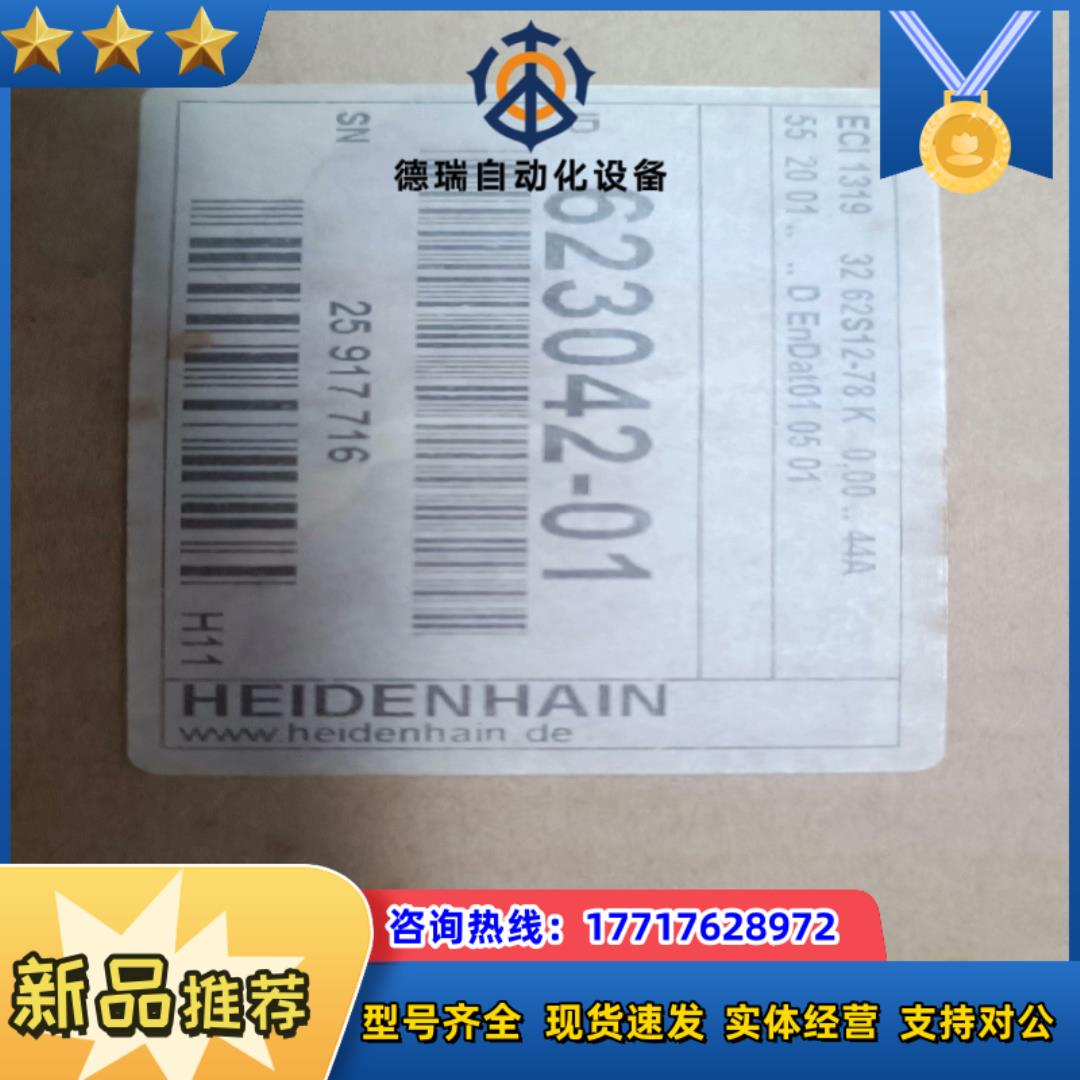 德瑞自动化设备
ECI 1319 32 62S12-78 K 0,00 .. 44A
55 20 01 .. .. D EnDat01 05 01
ID
623042-01
SN
25 917 716
H11
HEIDENHAIN
www.heidenhain de
咨询热线：17717628972
新品推荐
型号齐全 现货速发 实体经营 支持对公